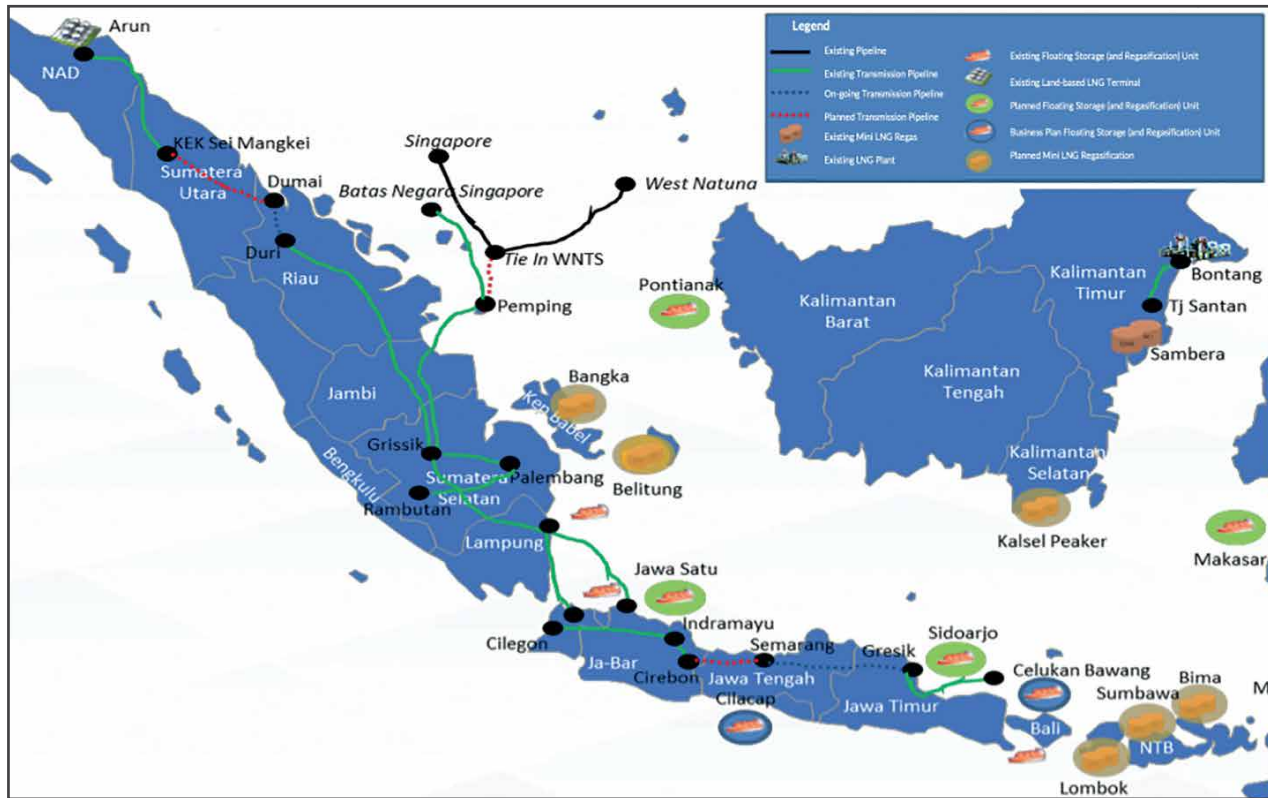 Arun
NAD
KEK Sei Mangkei
Sumatera
Utara
Dumai
Duri
Riau
Singapore
Batas Negara Singapore
West Natuna
Tie In WNTS
Pemping
Jambi
Bengkulu
Grissik
Palembang
Sumatera
Selatan
Rambutan
Lampung
Bangka
Kep Babel
Belitung
Pontianak
Legend
Existing Pipeline
Existing Transmission Pipeline
On-going Transmission Pipeline
Planned Transmission Pipeline
Existing Mini LNG Regas
Existing LNG Plant
Existing Floating Storage (and Regasification) Unit
Existing Land-based LNG Terminal
Planned Floating Storage (and Regasification) Unit
Business Plan Floating Storage (and Regasification) Unit
Planned Mini LNG Regasification
Kalimantan
Barat
Kalimantan
Tengah
Kalimantan
Timur
Kalimantan
Selatan
Bontang
Tj Santan
Sambera
Kalsel Peaker
Makasar
Jawa Satu
Cilegon
Ja-Bar
Indramayu
Cirebon
Semarang
Jawa Tengah
Cilacap
Gresik
Jawa Timur
Sidoarjo
Celukan Bawang
Bali
Sumbawa
Bima
NTB
Lombok
M